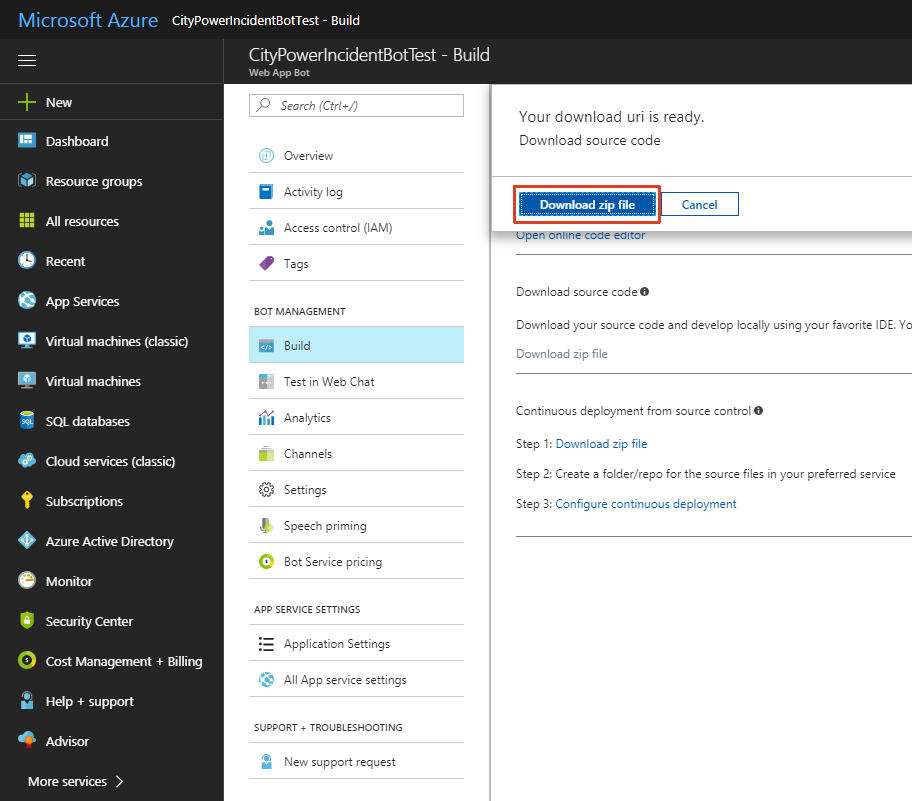 Microsoft Azure CityPowerIncidentBotTest - Build
New
Dashboard
Resource groups
All resources
Recent
App Services
Virtual machines (classic)
Virtual machines
SQL databases
Cloud services (classic)
Subscriptions
Azure Active Directory
Monitor
Security Center
Cost Management + Billing
Help + support
Advisor
More services
CityPowerIncidentBotTest - Build
Web App Bot
Search (Ctrl+/)
Overview
Activity log
Access control (IAM)
Tags
BOT MANAGEMENT
Build
Test in Web Chat
Analytics
Channels
Settings
Speech priming
Bot Service pricing
APP SERVICE SETTINGS
Application Settings
All App service settings
SUPPORT + TROUBLESHOOTING
New support request
Your download uri is ready.
Download source code
Download zip file Cancel
Open online code editor
Download source code
Download your source code and develop locally using your favorite IDE. Yo
Download zip file
Continuous deployment from source control
Step 1: Download zip file
Step 2: Create a folder/repo for the source files in your preferred service
Step 3: Configure continuous deployment